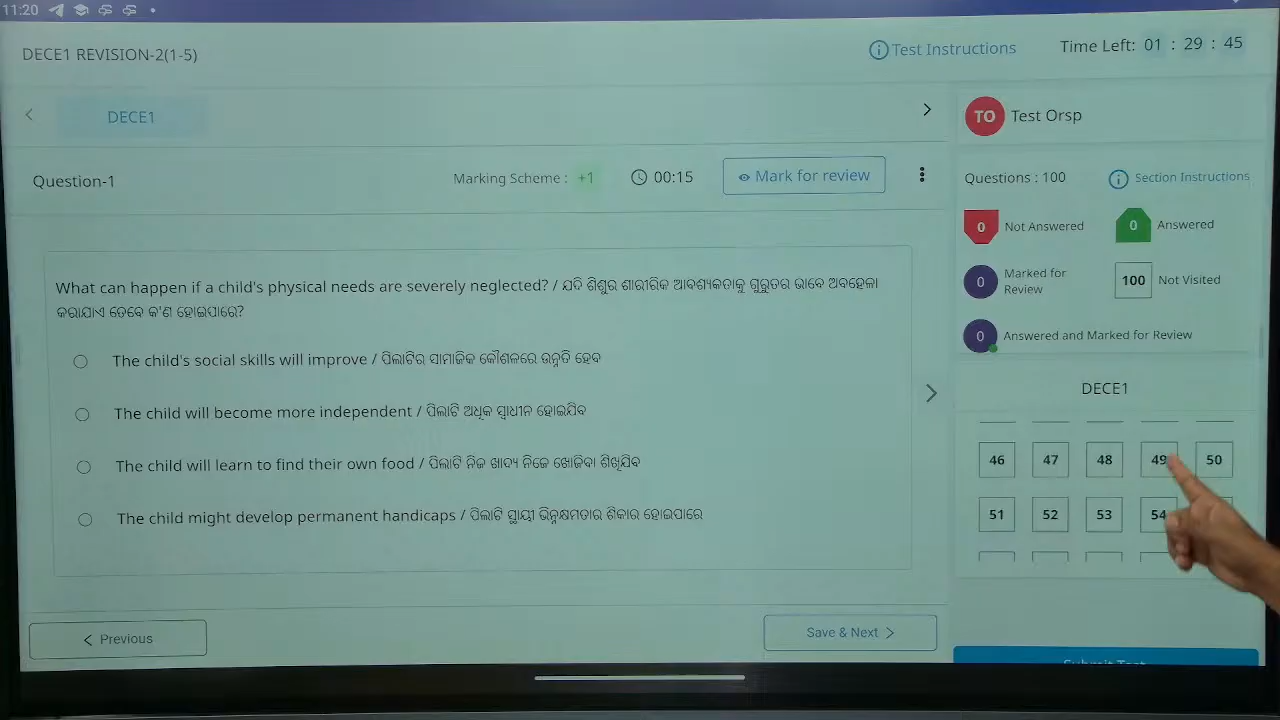 11:20
DECE1 REVISION-2(1-5)
Test Instructions
Time Left: 01 : 29 : 45
DECE1
TO Test Orsp
Question-1
Marking Scheme : +1
00:15
Mark for review
Questions : 100
Section Instructions
0 Not Answered
0 Answered
0 Marked for Review
100 Not Visited
0 Answered and Marked for Review
What can happen if a child's physical needs are severely neglected? / ଯଦି ଶିଶୁର ଶାରୀରିକ ଆବଶ୍ୟକତାକୁ ଗୁରୁତର ଭାବେ ଅବହେଳା
କରାଯାଏ ତେବେ କ'ଣ ହୋଇପାରେ?
The child's social skills will improve / ପିଲାଟିର ସାମାଜିକ କୌଶଳରେ ଉନ୍ନତି ହେବ
The child will become more independent / ପିଲାଟି ଅଧିକ ସ୍ୱାଧୀନ ହୋଇଯିବ
The child will learn to find their own food / ପିଲାଟି ନିଜ ଖାଦ୍ୟ ନିଜେ ଖୋଜିବା ଶିଖିଯିବ
The child might develop permanent handicaps / ପିଲାଟି ସ୍ଥାୟୀ ଭିନ୍ନକ୍ଷମତାର ଶିକାର ହୋଇପାରେ
DECE1
46 47 48 49 50
51 52 53 54
Previous
Save & Next
Submit Test